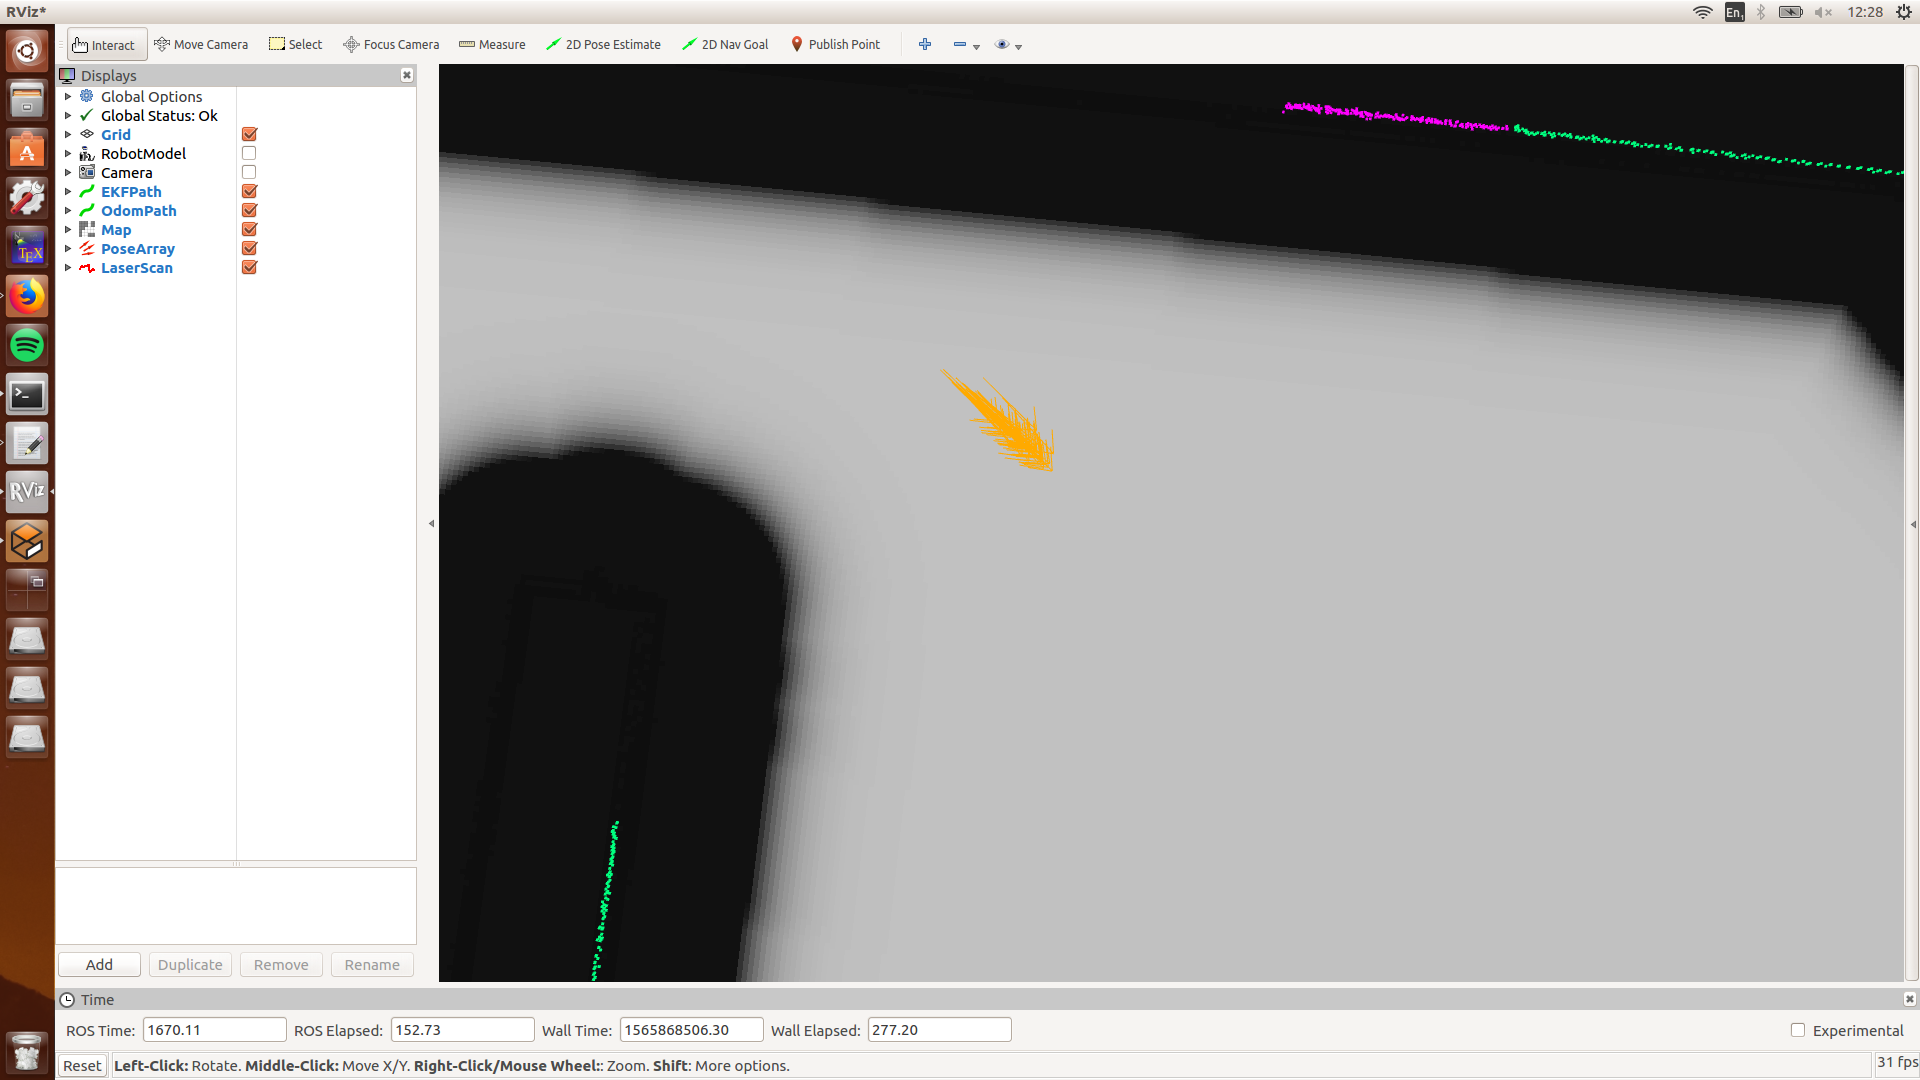 RViz*
En1
12:28
Interact
Move Camera
Select
Focus Camera
Measure
2D Pose Estimate
2D Nav Goal
Publish Point
Displays
Global Options
Global Status: Ok
Grid
RobotModel
Camera
EKFPath
OdomPath
Map
PoseArray
LaserScan
TEX
>_
RViz
Add
Duplicate
Remove
Rename
Time
ROS Time: 1670.11 ROS Elapsed: 152.73 Wall Time: 1565868506.30 Wall Elapsed: 277.20
Experimental
Reset
Left-Click: Rotate. Middle-Click: Move X/Y. Right-Click/Mouse Wheel:: Zoom. Shift: More options.
31 fps